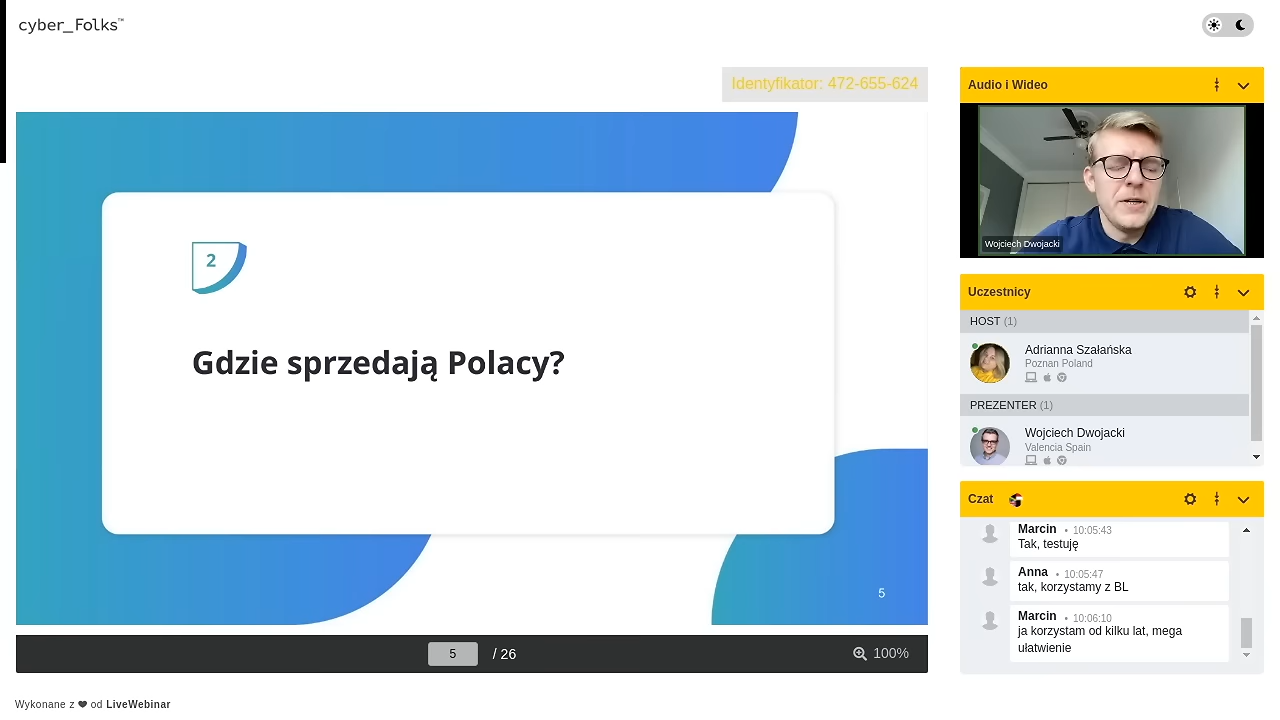 cyber_Folks™
Identyfikator: 472-655-624
2
Gdzie sprzedają Polacy?
5
5 / 26
100%
Wykonane z ❤ od LiveWebinar
Audio i Wideo
Wojciech Dwojacki
Uczestnicy
HOST (1)
Adrianna Szałańska
Poznan Poland
PREZENTER (1)
Wojciech Dwojacki
Valencia Spain
Czat
Marcin • 10:05:43
Tak, testuję
Anna • 10:05:47
tak, korzystamy z BL
Marcin • 10:06:10
ja korzystam od kilku lat, mega
ułatwienie